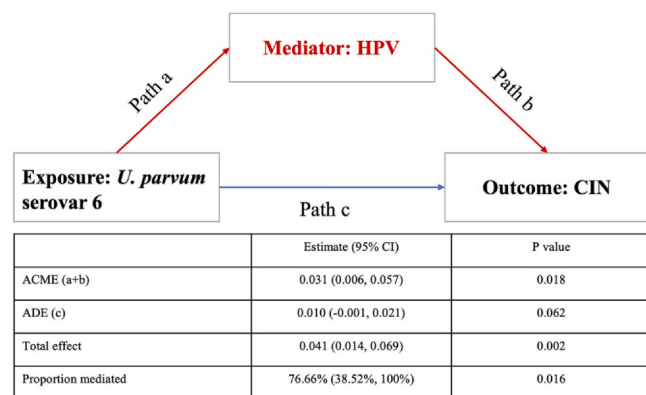 Mediator: HPV
Path a
Path b
Exposure: U. parvum
serovar 6
Outcome: CIN
Path c
Estimate (95% CI) P value
ACME (a+b) 0.031 (0.006, 0.057) 0.018
ADE (c) 0.010 (-0.001, 0.021) 0.062
Total effect 0.041 (0.014, 0.069) 0.002
Proportion mediated 76.66% (38.52%, 100%) 0.016